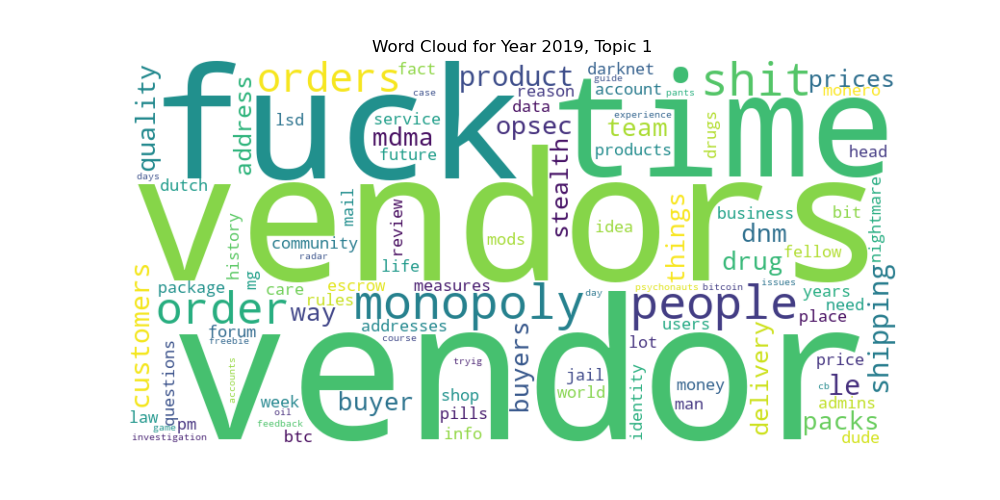 Word Cloud for Year 2019, Topic 1
fuck
time
vendors
vendor
quality
address
orders
fact
case
lsd
service
mdma
future
product
reason
data
opsec
darknet
guide
account
pants
experience
team
products
drugs
shit
prices
monero
head
days
dutch
history
mail
community
radar
review
life
mods
stealth
idea
things
business
bit
dnm
drug
fellow
nightmare
customers
package
mg
care
escrow
measures
rules
order
way
monopoly
day
psychonauts
bitcoin
issues
people
years
need
place
shipping
addresses
course
forum
freebie
users
lot
questions
accounts
buyers
tryig
delivery
price
cb
le
jail
money
man
world
identity
week
oil
buyer
shop
pills
info
law
game
pm
investigation
feedback
btc
admins
packs
dude